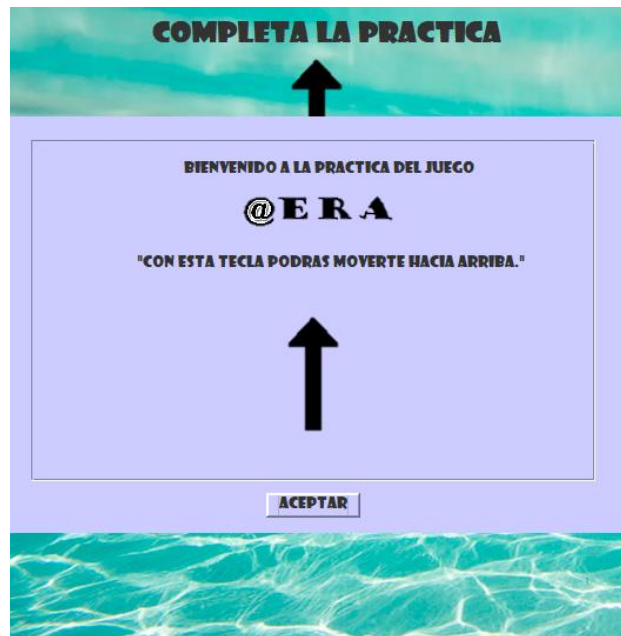 COMPLETA LA PRACTICA
BIENVENIDO A LA PRACTICA DEL JUEGO
@ERA
"CON ESTA TECLA PODRAS MOVERTE HACIA ARRIBA."
ACEPTAR